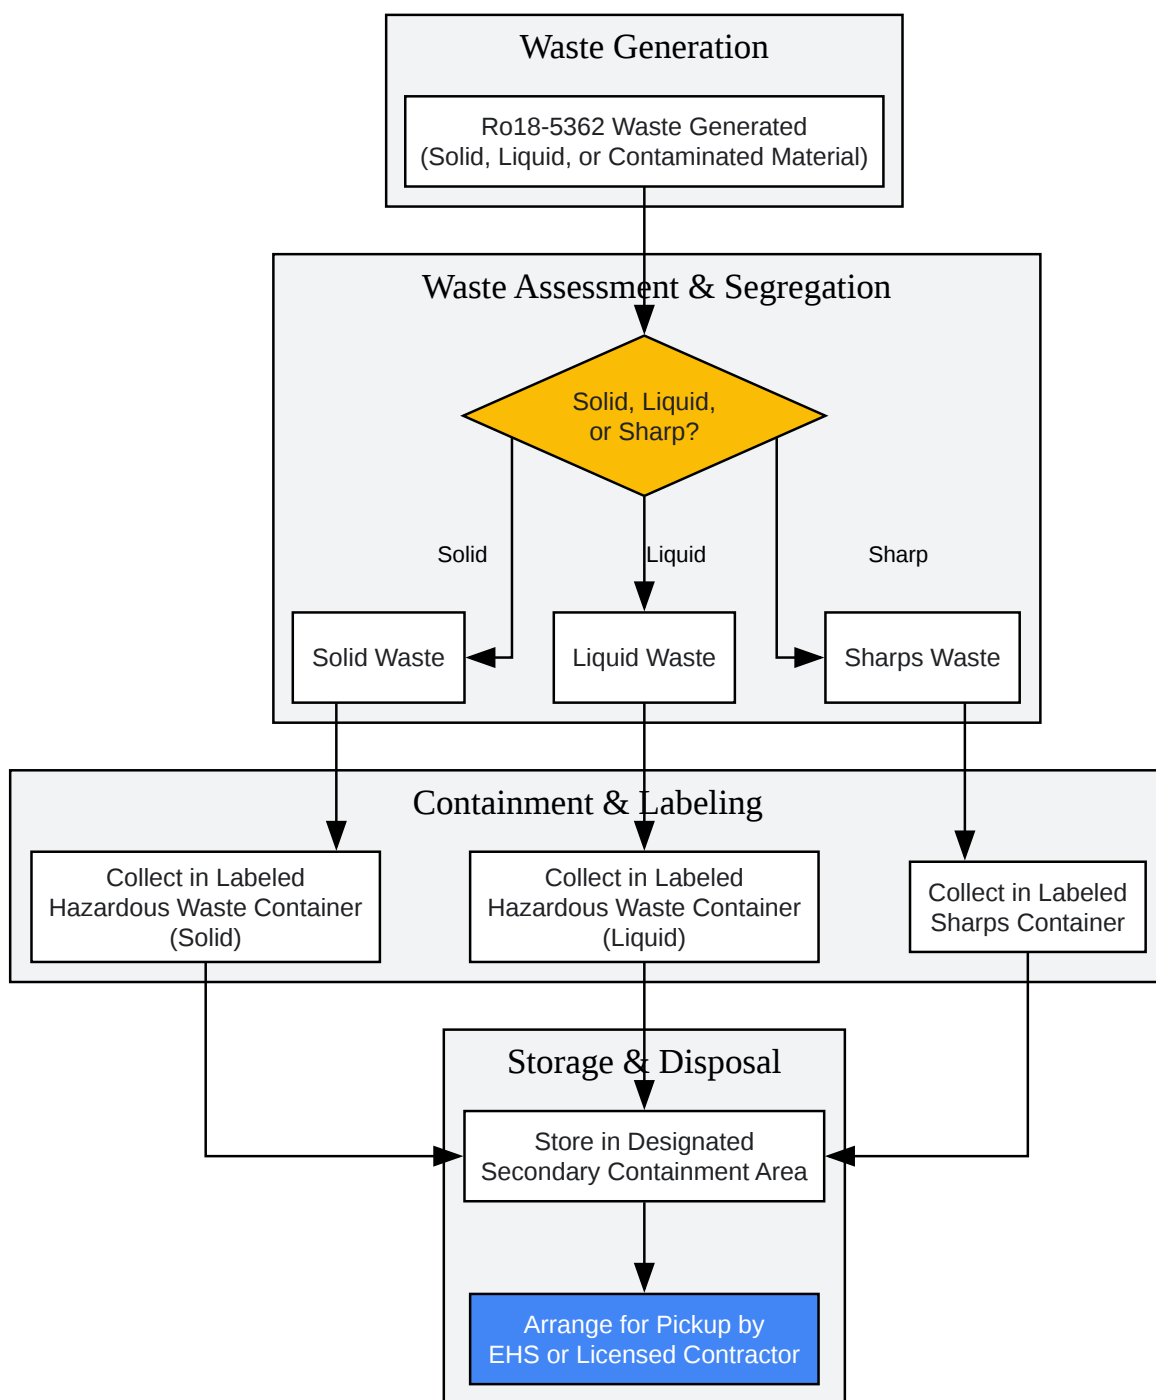 Waste Generation
Ro18-5362 Waste Generated
(Solid, Liquid, or Contaminated Material)
Waste Assessment & Segregation
Solid, Liquid,
or Sharp?
Solid
Liquid
Sharp
Solid Waste
Liquid Waste
Sharps Waste
Containment & Labeling
Collect in Labeled
Hazardous Waste Container
(Solid)
Collect in Labeled
Hazardous Waste Container
(Liquid)
Collect in Labeled
Sharps Container
Storage & Disposal
Store in Designated
Secondary Containment Area
Arrange for Pickup by
EHS or Licensed Contractor